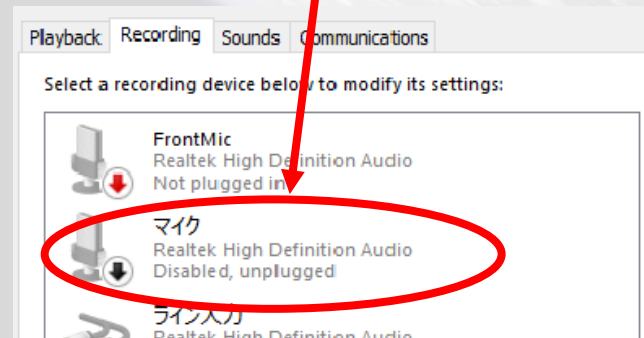 Playback Recording Sounds Communications
Select a recording device below to modify its settings:
FrontMic
Realtek High Definition Audio
Not plugged in
マイク
Realtek High Definition Audio
Disabled, unplugged
ライン入力
Realtek High Definition Audio